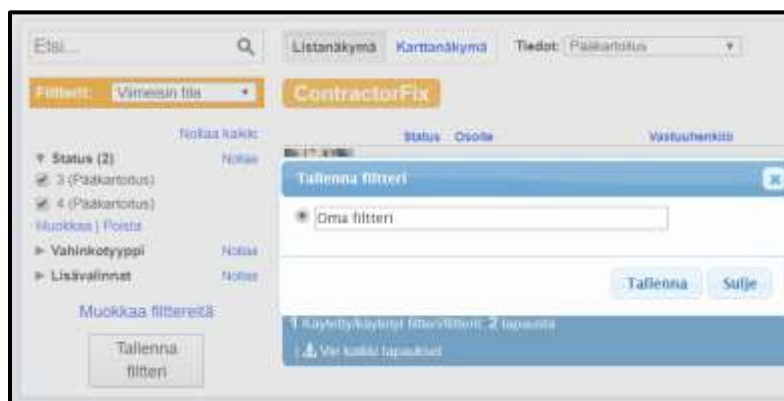 Etsi...
Listanäkymä Karttanäkymä Tiedot: Pääkartoitus
Filtterit: Viimeisin tila
ContractorFix
Nollaa kaikki
Status Osoite Vastuuhenkilö
Status (2) Nollaa
3 (Pääkartoitus)
4 (Pääkartoitus)
Muokkaa | Poista
Vahinkotyyppi Nollaa
Lisävalinnat Nollaa
Muokkaa filttereitä
Tallenna
filtteri
Tallenna filtteri
Oma filtteri
Tallenna Sulje
1 Käytetty/käytetyt filtteri/filtterit: 2 tapausta
| Vie kaikki tapaukset